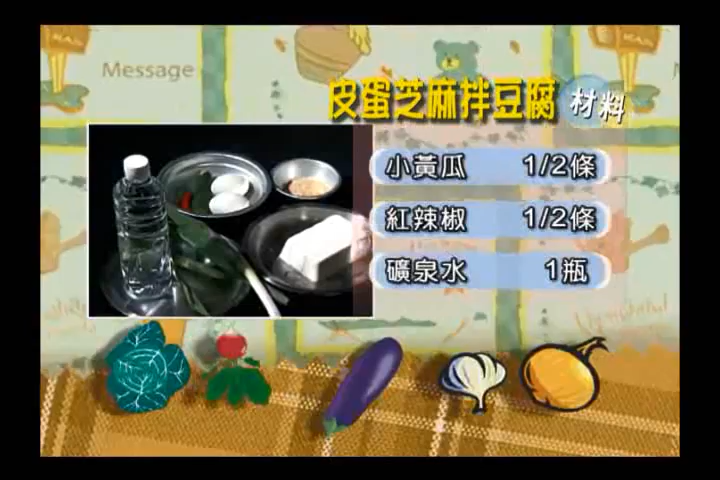 Message
皮蛋芝麻拌豆腐 材料
小黃瓜 1/2條
紅辣椒 1/2條
礦泉水 1瓶